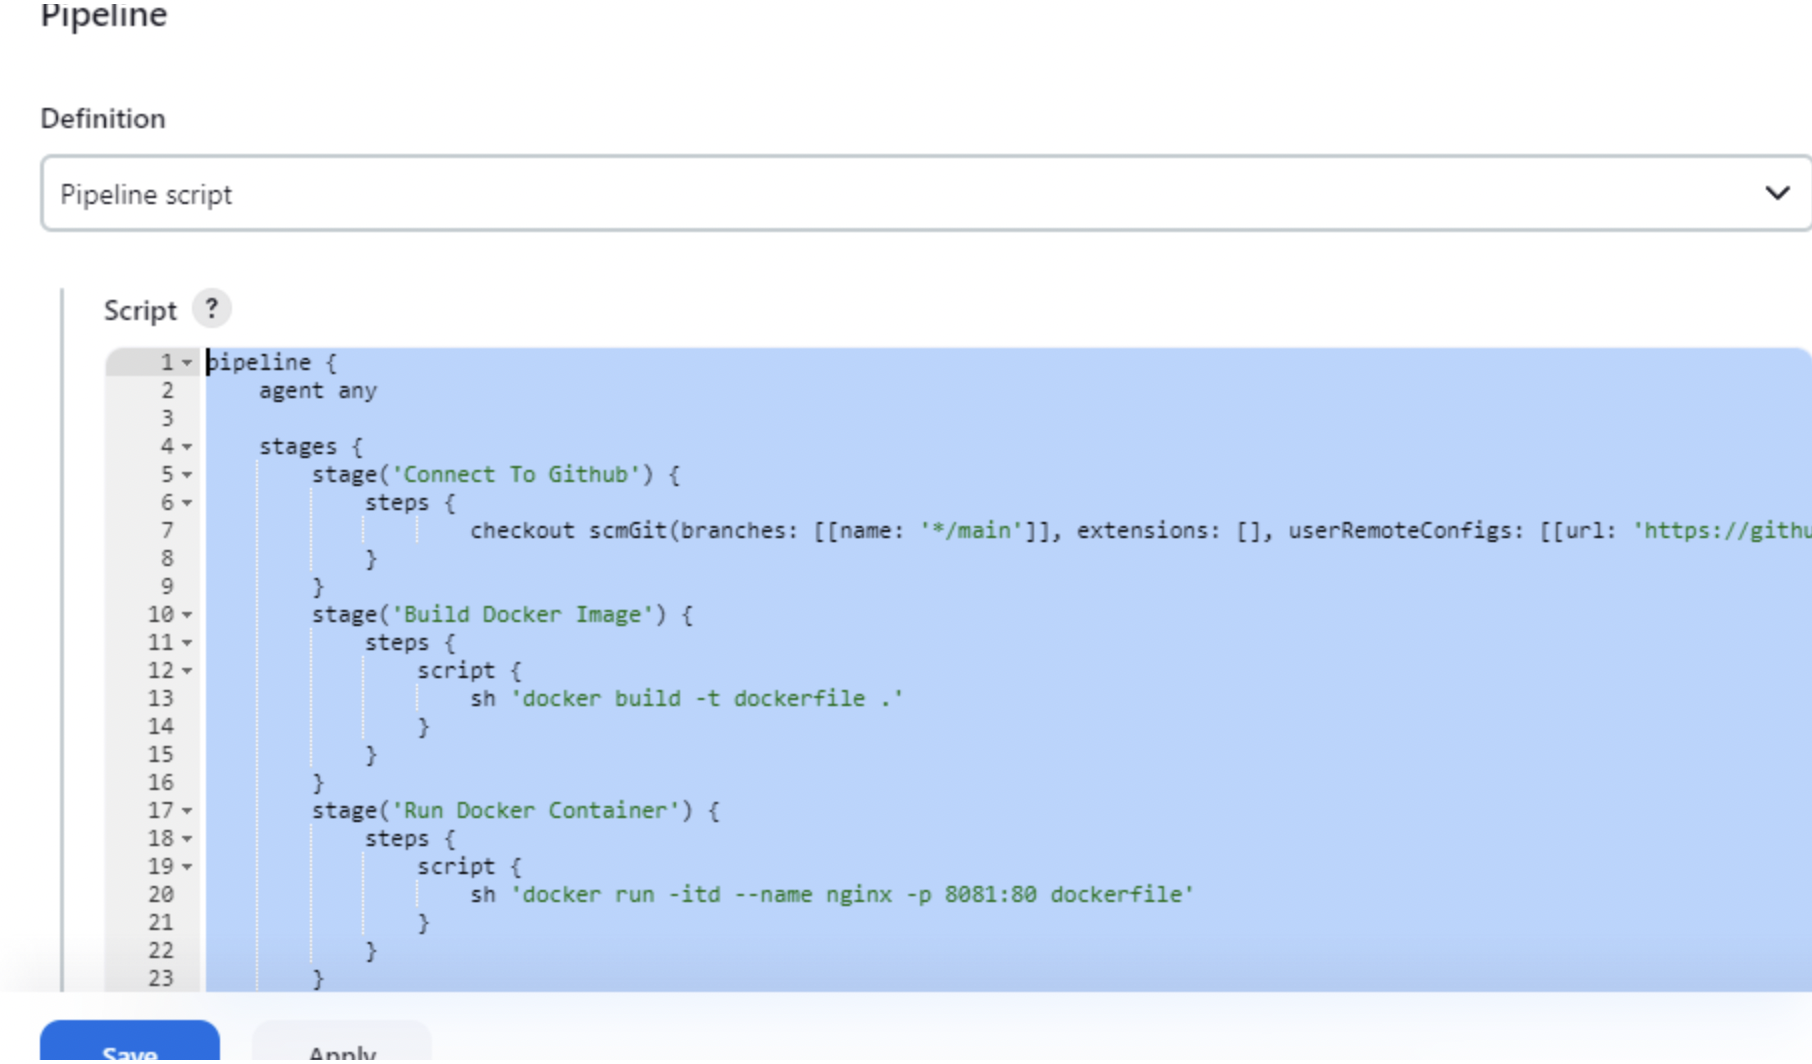 Pipeline
Definition
Pipeline script
Script ?
1 pipeline {
2     agent any
3
4     stages {
5         stage('Connect To Github') {
6             steps {
7                     checkout scmGit(branches: [[name: '*/main']], extensions: [], userRemoteConfigs: [[url: 'https://githu
8             }
9         }
10         stage('Build Docker Image') {
11             steps {
12                 script {
13                     sh 'docker build -t dockerfile .'
14                 }
15             }
16         }
17         stage('Run Docker Container') {
18             steps {
19                 script {
20                     sh 'docker run -itd --name nginx -p 8081:80 dockerfile'
21                 }
22             }
23         }
Save Apply